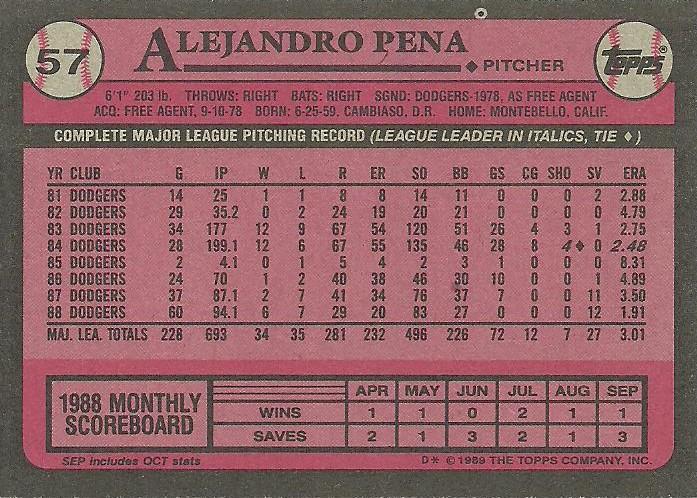 57
ALEJANDRO PENA
PITCHER
TOPPS®
6'1" 203 lb. THROWS: RIGHT BATS: RIGHT SGND: DODGERS-1978, AS FREE AGENT
ACQ: FREE AGENT, 9-10-78 BORN: 6-25-59, CAMBIASO, D.R. HOME: MONTEBELLO, CALIF.
COMPLETE MAJOR LEAGUE PITCHING RECORD (LEAGUE LEADER IN ITALICS, TIE ♦)
YR CLUB G IP W L R ER SO BB GS CG SHO SV ERA
81 DODGERS 14 25 1 1 8 8 14 11 0 0 0 2 2.88
82 DODGERS 29 35.2 0 2 24 19 20 21 0 0 0 0 4.79
83 DODGERS 34 177 12 9 67 54 120 51 26 4 3 1 2.75
84 DODGERS 28 199.1 12 6 67 55 135 46 28 8 4♦ 0 2.48
85 DODGERS 2 4.1 0 1 5 4 2 3 1 0 0 0 8.31
86 DODGERS 24 70 1 2 40 38 46 30 10 0 0 1 4.89
87 DODGERS 37 87.1 2 7 41 34 76 37 7 0 0 11 3.50
88 DODGERS 60 94.1 6 7 29 20 83 27 0 0 0 12 1.91
MAJ. LEA. TOTALS 228 693 34 35 281 232 496 226 72 12 7 27 3.01
1988 MONTHLY
SCOREBOARD
APR MAY JUN JUL AUG SEP
WINS 1 1 0 2 1 1
SAVES 2 1 3 2 1 3
SEP includes OCT stats
D* © 1989 THE TOPPS COMPANY, INC.